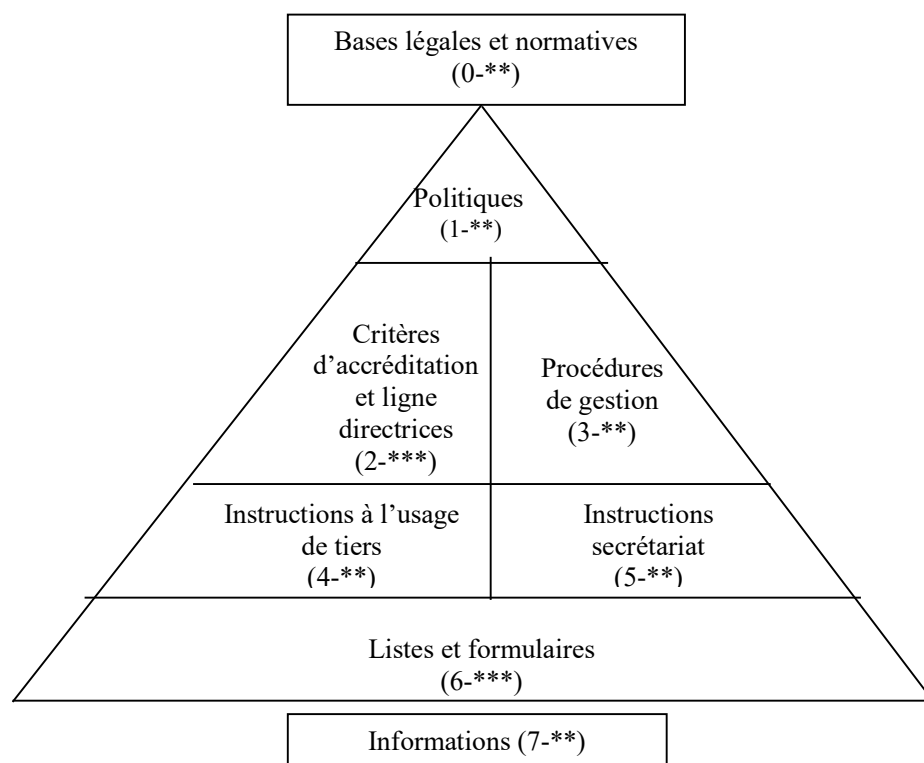 Bases légales et normatives
(0-**)
Politiques
(1-**)
Critères
d’accréditation
et ligne
directrices
(2-***)
Procédures
de gestion
(3-**)
Instructions à l’usage
de tiers
(4-**)
Instructions
secrétariat
(5-**)
Listes et formulaires
(6-***)
Informations (7-**)